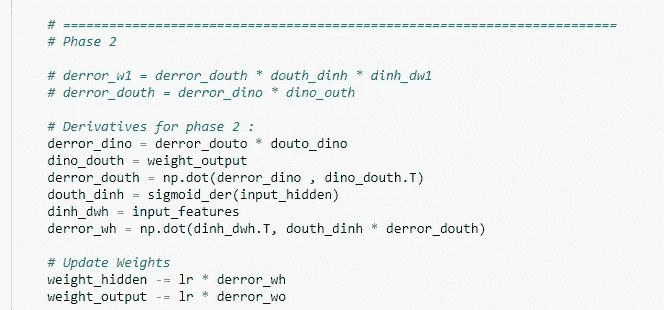 # =========================================================================
# Phase 2
# derror_w1 = derror_douth * douth_dinh * dinh_dw1
# derror_douth = derror_dino * dino_outh
# Derivatives for phase 2 :
derror_dino = derror_douto * douto_dino
dino_douth = weight_output
derror_douth = np.dot(derror_dino , dino_douth.T)
douth_dinh = sigmoid_der(input_hidden)
dinh_dwh = input_features
derror_wh = np.dot(dinh_dwh.T, douth_dinh * derror_douth)
# Update Weights
weight_hidden -= lr * derror_wh
weight_output -= lr * derror_wo